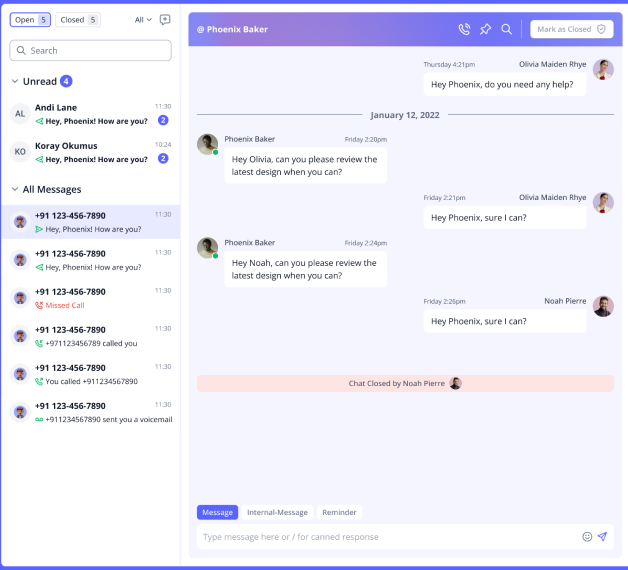 Open 5 Closed 5 All
Search
Unread 4
AL Andi Lane 11:30
Hey, Phoenix! How are you? 2
KO Koray Okumus 10:24
Hey, Phoenix! How are you? 2
All Messages
+91 123-456-7890 11:30
Hey, Phoenix! How are you?
+91 123-456-7890 11:30
Hey, Phoenix! How are you?
+91 123-456-7890 11:30
Missed Call
+91 123-456-7890 11:30
+971123456789 called you
+91 123-456-7890 11:30
You called +911234567890
+91 123-456-7890 11:30
+911234567890 sent you a voicemail
@ Phoenix Baker
Mark as Closed
Thursday 4:21pm Olivia Maiden Rhye
Hey Phoenix, do you need any help?
January 12, 2022
Phoenix Baker Friday 2:20pm
Hey Olivia, can you please review the
latest design when you can?
Friday 2:21pm Olivia Maiden Rhye
Hey Phoenix, sure I can?
Phoenix Baker Friday 2:24pm
Hey Noah, can you please review the
latest design when you can?
Friday 2:26pm Noah Pierre
Hey Phoenix, sure I can?
Chat Closed by Noah Pierre
Message Internal-Message Reminder
Type message here or / for canned response